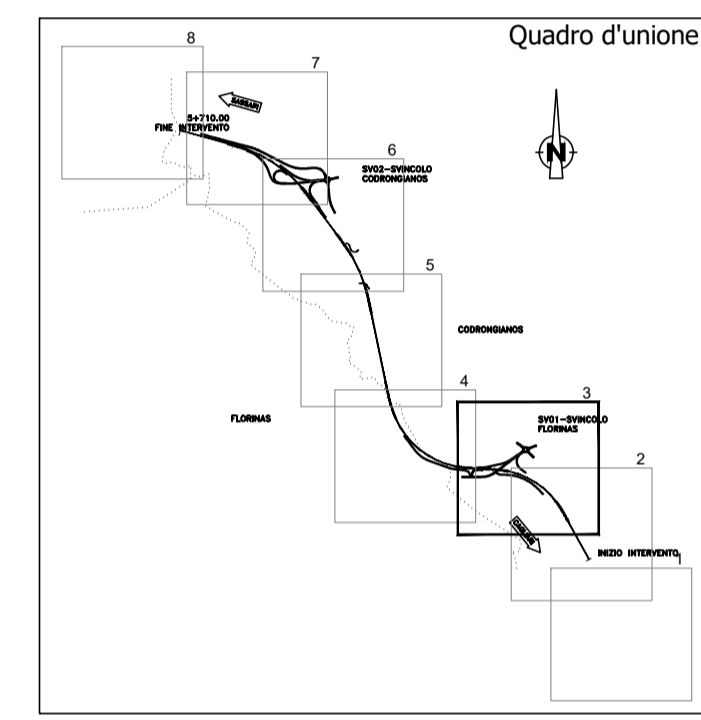 Quadro d'unione
8
7
SASSARI
5+710.00
FINE INTERVENTO
N
6
SV02-SVINCOLO
CODRONGIANOS
5
CODRONGIANOS
4
3
FLORINAS
SV01-SVINCOLO
FLORINAS
2
CAGLIARI
INIZIO INTERVENTO
1